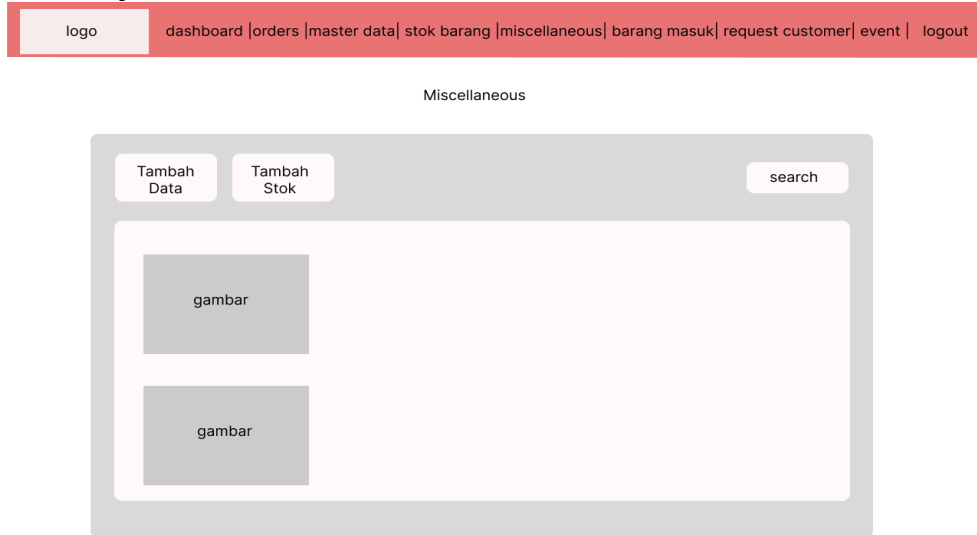 logo dashboard |orders |master data| stok barang |miscellaneous| barang masuk| request customer| event | logout
Miscellaneous
Tambah Data
Tambah Stok
search
gambar
gambar